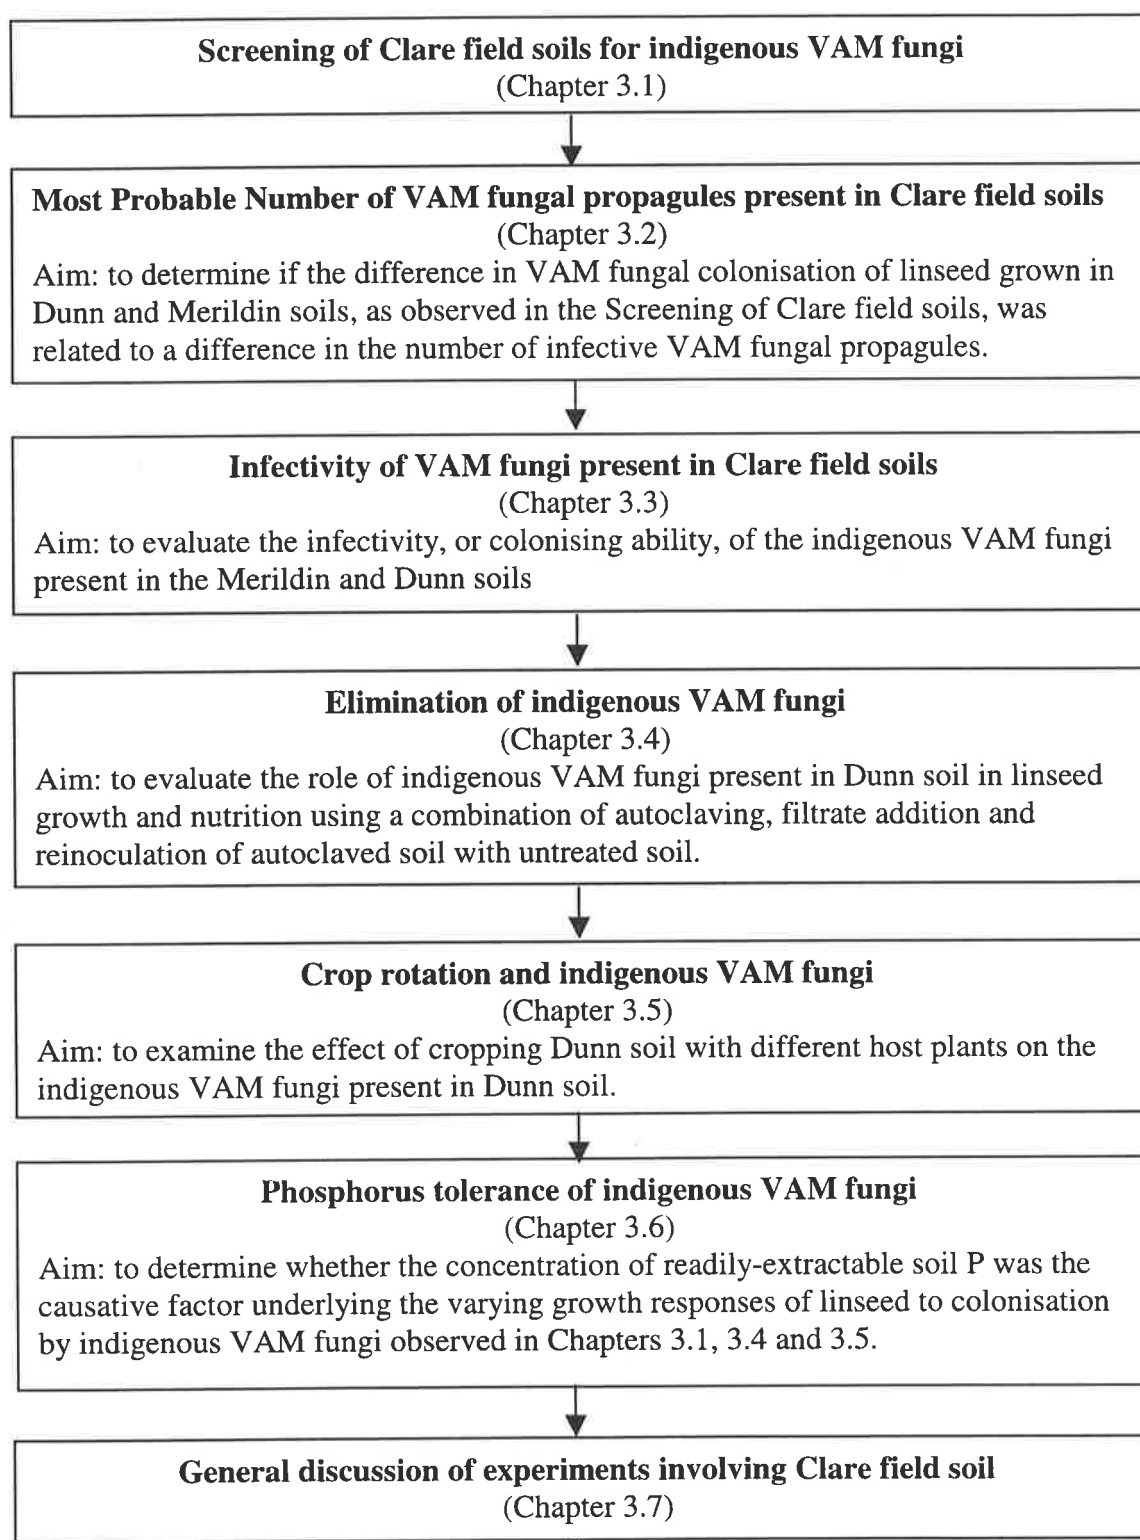 Screening of Clare field soils for indigenous VAM fungi
(Chapter 3.1)
Most Probable Number of VAM fungal propagules present in Clare field soils
(Chapter 3.2)
Aim: to determine if the difference in VAM fungal colonisation of linseed grown in
Dunn and Merildin soils, as observed in the Screening of Clare field soils, was
related to a difference in the number of infective VAM fungal propagules.
Infectivity of VAM fungi present in Clare field soils
(Chapter 3.3)
Aim: to evaluate the infectivity, or colonising ability, of the indigenous VAM fungi
present in the Merildin and Dunn soils
Elimination of indigenous VAM fungi
(Chapter 3.4)
Aim: to evaluate the role of indigenous VAM fungi present in Dunn soil in linseed
growth and nutrition using a combination of autoclaving, filtrate addition and
reinoculation of autoclaved soil with untreated soil.
Crop rotation and indigenous VAM fungi
(Chapter 3.5)
Aim: to examine the effect of cropping Dunn soil with different host plants on the
indigenous VAM fungi present in Dunn soil.
Phosphorus tolerance of indigenous VAM fungi
(Chapter 3.6)
Aim: to determine whether the concentration of readily-extractable soil P was the
causative factor underlying the varying growth responses of linseed to colonisation
by indigenous VAM fungi observed in Chapters 3.1, 3.4 and 3.5.
General discussion of experiments involving Clare field soil
(Chapter 3.7)